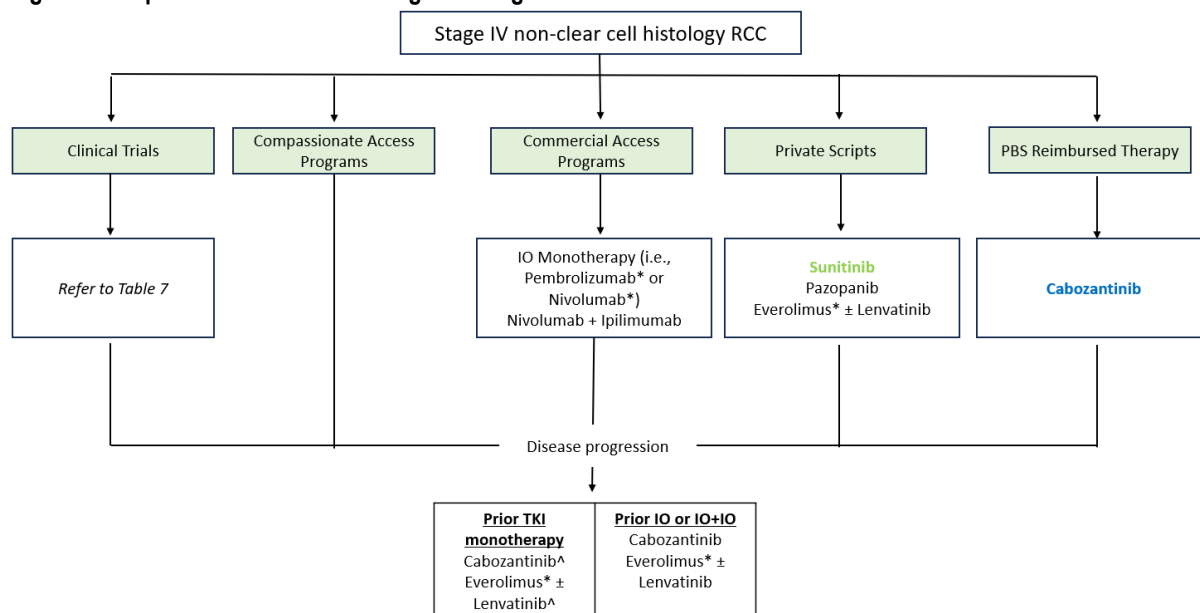 Stage IV non-clear cell histology RCC
Clinical Trials
Compassionate Access
Programs
Commercial Access
Programs
Private Scripts
PBS Reimbursed Therapy
Refer to Table 7
IO Monotherapy (i.e.,
Pembrolizumab* or
Nivolumab*)
Nivolumab + Ipilimumab
Sunitinib
Pazopanib
Everolimus* ± Lenvatinib
Cabozantinib
Disease progression
Prior TKI
monotherapy
Cabozantinib^
Everolimus* ±
Lenvatinib^
Prior IO or IO+IO
Cabozantinib
Everolimus* ±
Lenvatinib